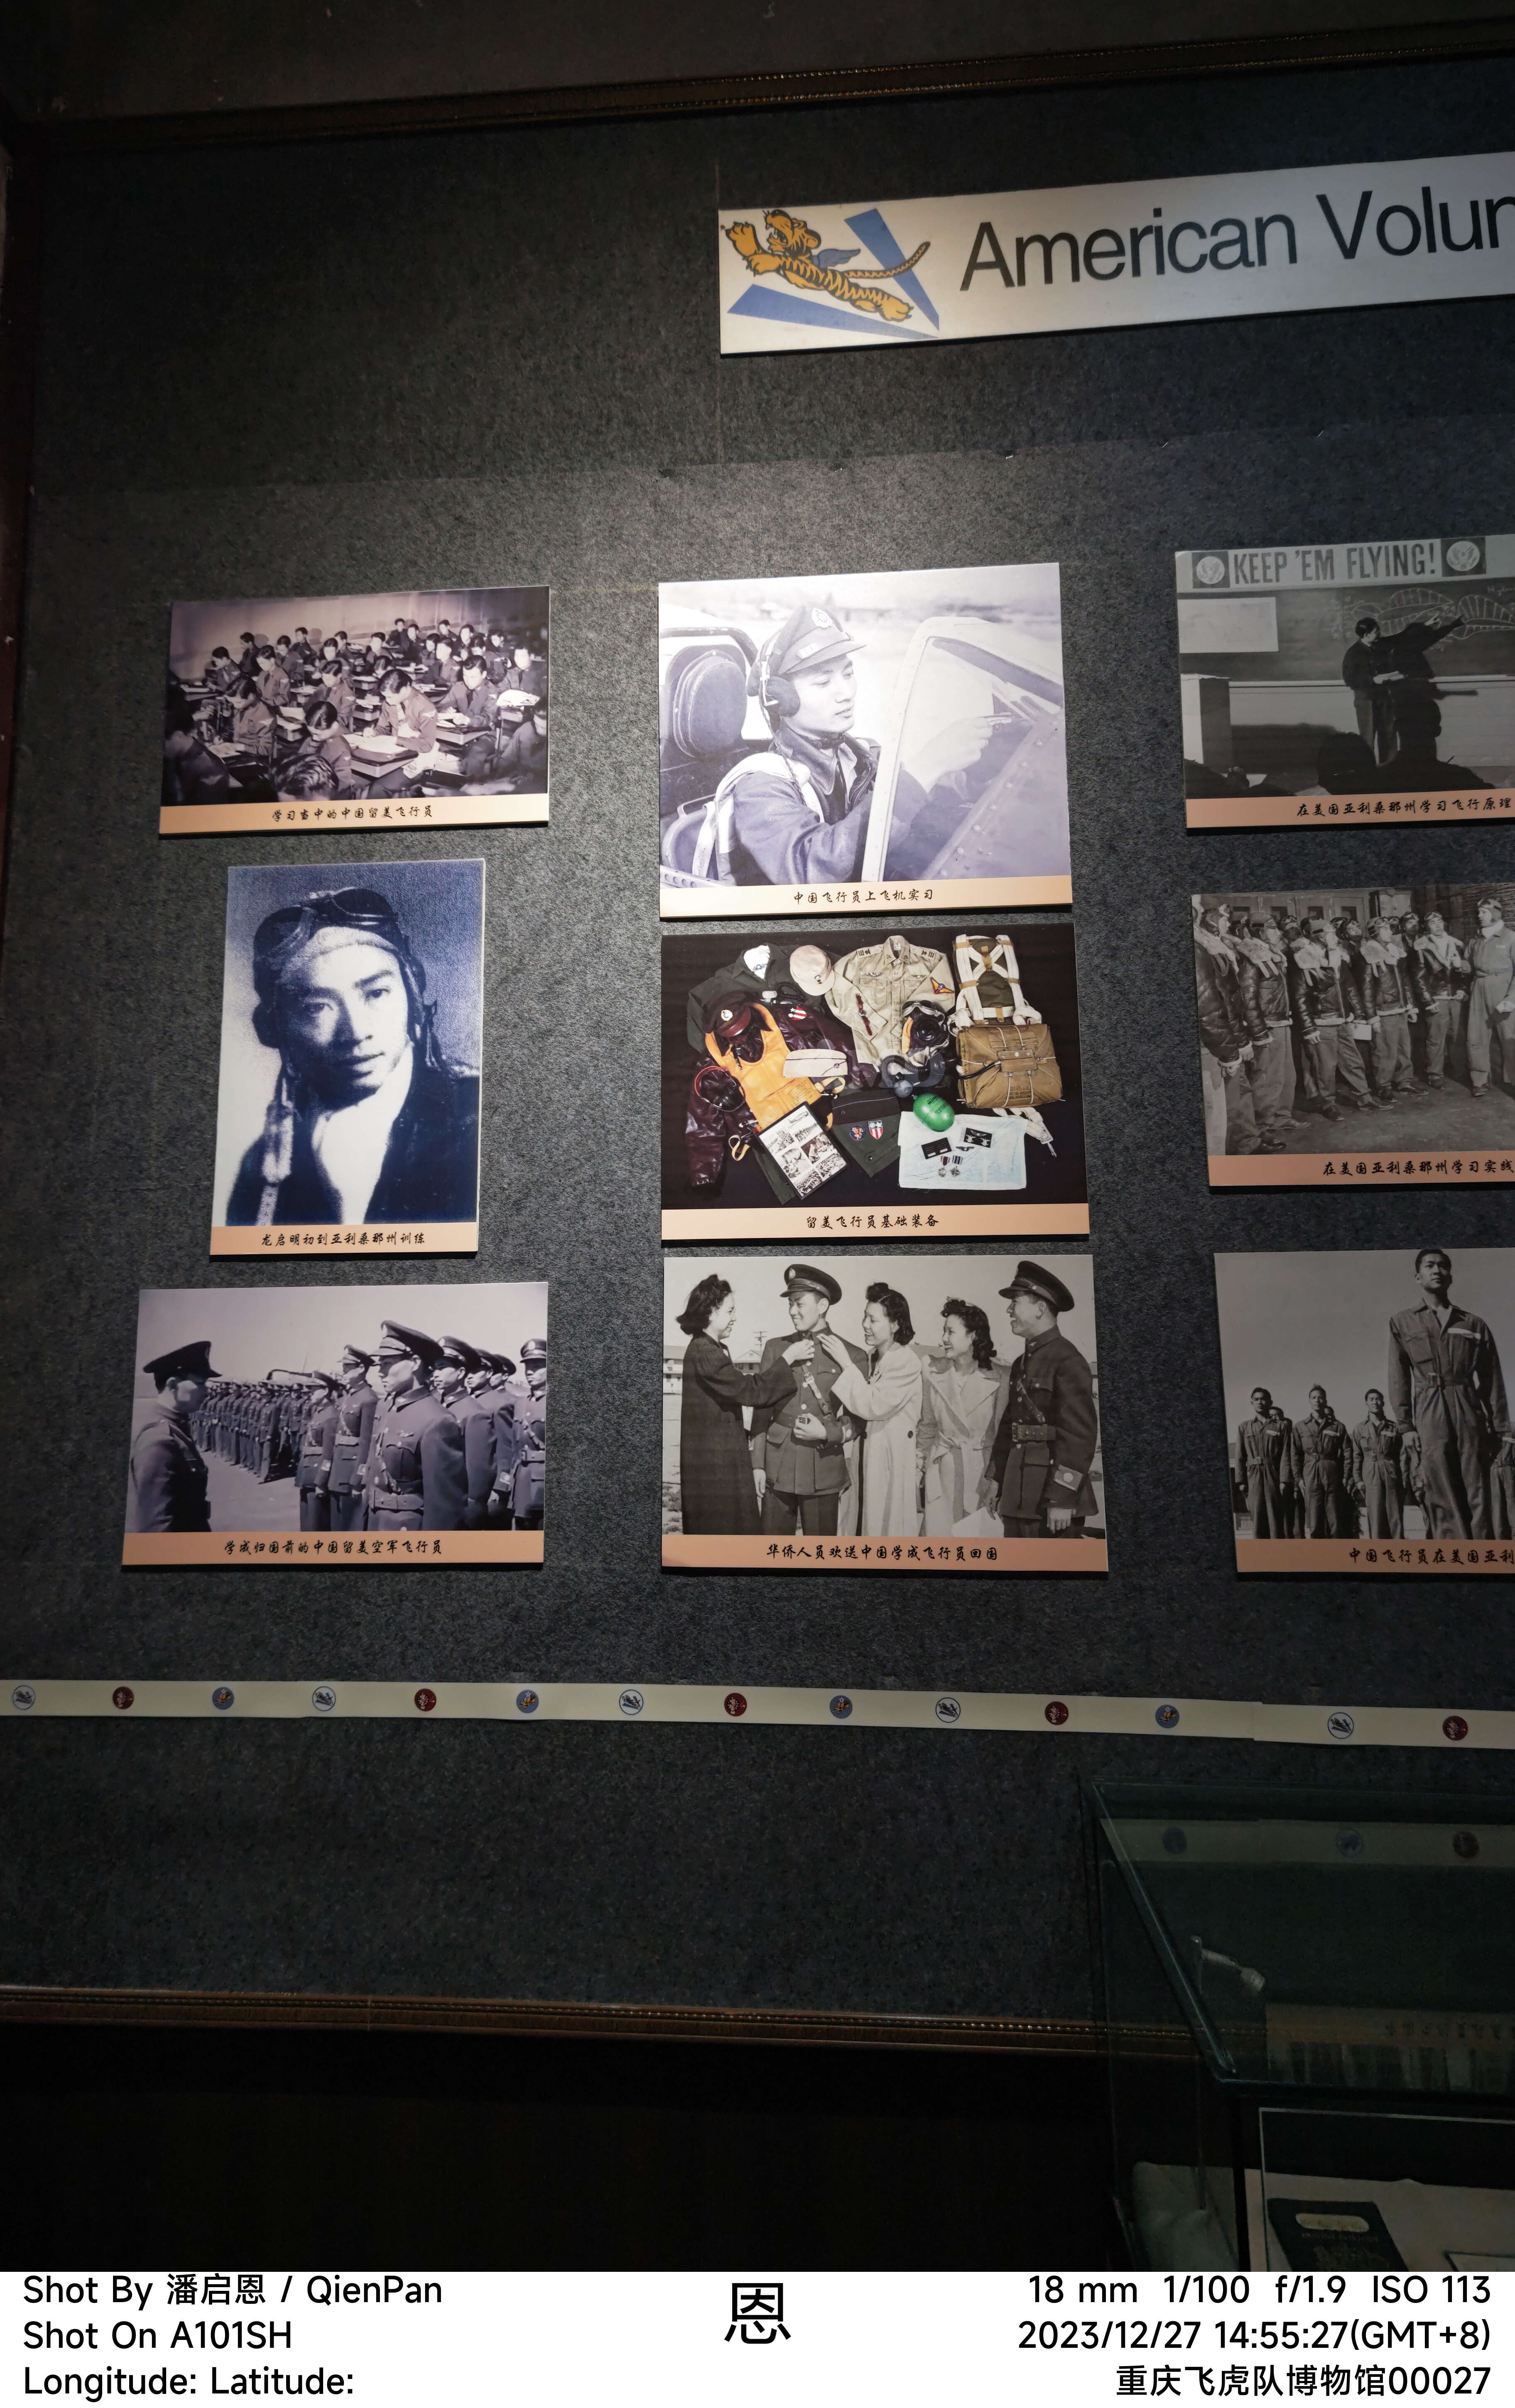 American Volun
KEEP 'EM FLYING!
学习当中的中国留美飞行员
中国飞行员上飞机实习
在美国亚利桑那州学习飞行原理
龙启明初到亚利桑那州训练
留美飞行员基础装备
在美国亚利桑那州学习实践
学成归国前的中国留美空军飞行员
华侨人员欢送中国学成飞行员回国
中国飞行员在美国亚利
Shot By 潘启恩 / QienPan
Shot On A101SH
Longitude: Latitude:
恩
18 mm 1/100 f/1.9 ISO 113
2023/12/27 14:55:27(GMT+8)
重庆飞虎队博物馆00027